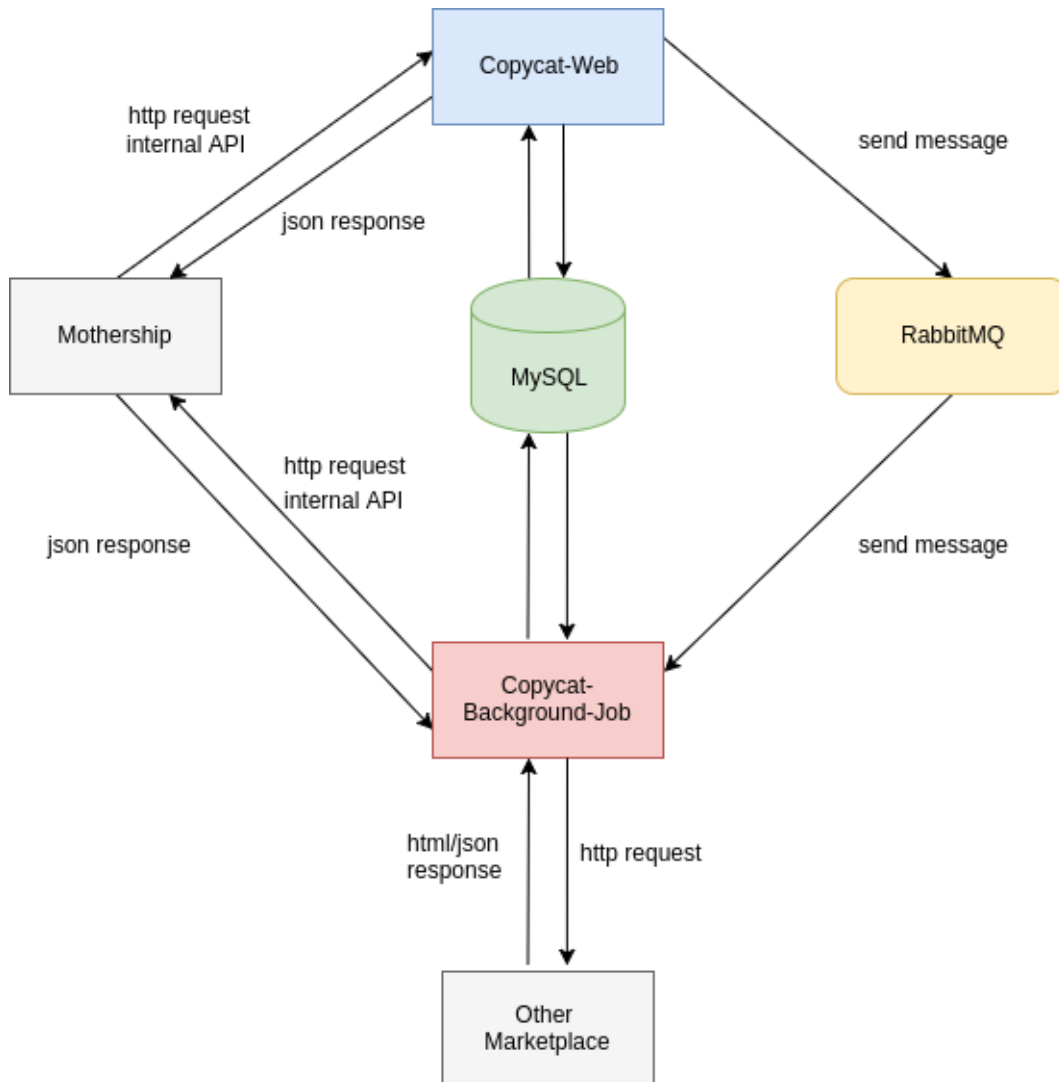 Copycat-Web
http request
internal API
send message
json response
Mothership
MySQL
RabbitMQ
http request
internal API
json response
send message
Copycat-
Background-Job
html/json
response
http request
Other
Marketplace